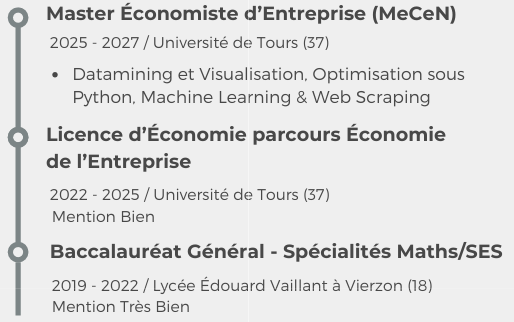 Master Économiste d’Entreprise (MeCeN)
2025 - 2027 / Université de Tours (37)
• Datamining et Visualisation, Optimisation sous
Python, Machine Learning & Web Scraping
Licence d’Économie parcours Économie
de l’Entreprise
2022 - 2025 / Université de Tours (37)
Mention Bien
Baccalauréat Général - Spécialités Maths/SES
2019 - 2022 / Lycée Édouard Vaillant à Vierzon (18)
Mention Très Bien